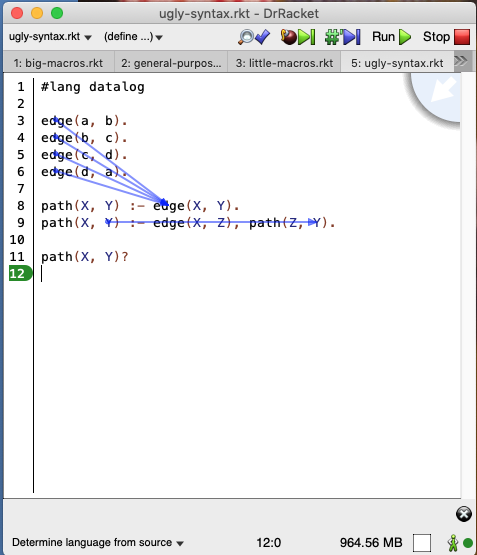 ugly-syntax.rkt - DrRacket
ugly-syntax.rkt (define ...) Run Stop
1: big-macros.rkt 2: general-purpos... 3: little-macros.rkt 5: ugly-syntax.rkt
1 #lang datalog
2
3 edge(a, b).
4 edge(b, c).
5 edge(c, d).
6 edge(d, a).
7
8 path(X, Y) :- edge(X, Y).
9 path(X, Y) :- edge(X, Z), path(Z, Y).
10
11 path(X, Y)?
12
Determine language from source 12:0 964.56 MB